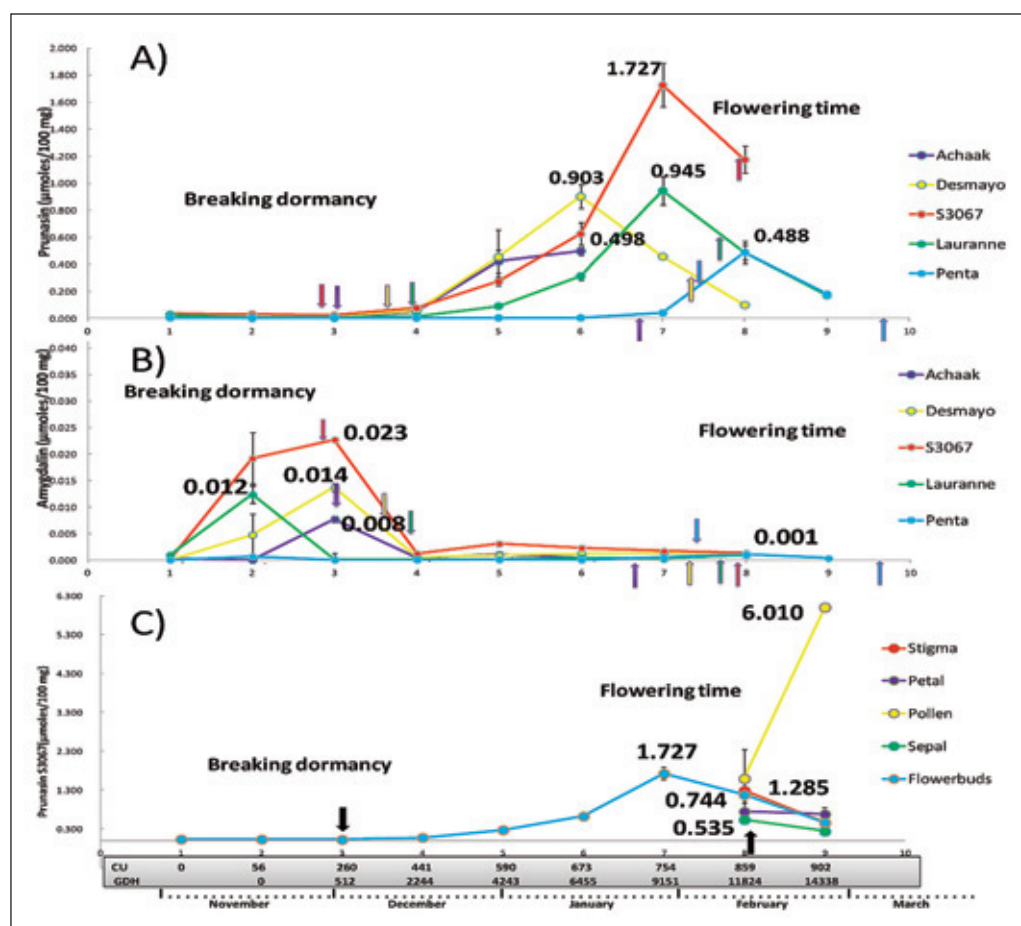 A)
Prunasin (µmoles/100 mg)
2.000
1.800
1.600
1.400
1.200
1.000
0.800
0.600
0.400
0.200
0.000
Breaking dormancy
Flowering time
1.727
0.903
0.945
0.498
0.488
Achaak
Desmayo
S3067
Lauranne
Penta
0 1 2 3 4 5 6 7 8 9 10
B)
Amygdalin (µmoles/100 mg)
0.040
0.035
0.030
0.025
0.020
0.015
0.010
0.005
0.000
Breaking dormancy
Flowering time
0.023
0.012
0.014
0.008
0.001
Achaak
Desmayo
S3067
Lauranne
Penta
0 1 2 3 4 5 6 7 8 9 10
C)
Prunasin S3067(µmoles/100 mg)
6.300
5.300
4.300
3.300
2.300
1.300
0.300
Breaking dormancy
Flowering time
6.010
1.727
1.285
0.744
0.535
Stigma
Petal
Pollen
Sepal
Flowerbuds
0 1 2 3 4 5 6 7 8 9 10
CU 0 56 260 441 590 673 754 859 902
GDH 0 512 2244 4243 6455 9151 11824 14338
November December January February March